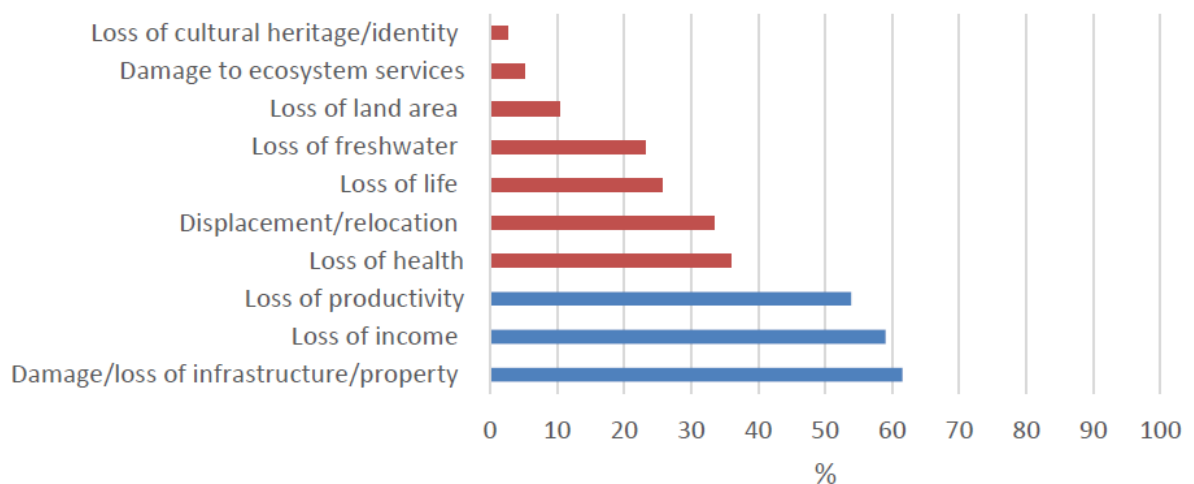 Loss of cultural heritage/identity
Damage to ecosystem services
Loss of land area
Loss of freshwater
Loss of life
Displacement/relocation
Loss of health
Loss of productivity
Loss of income
Damage/loss of infrastructure/property
0 10 20 30 40 50 60 70 80 90 100
%